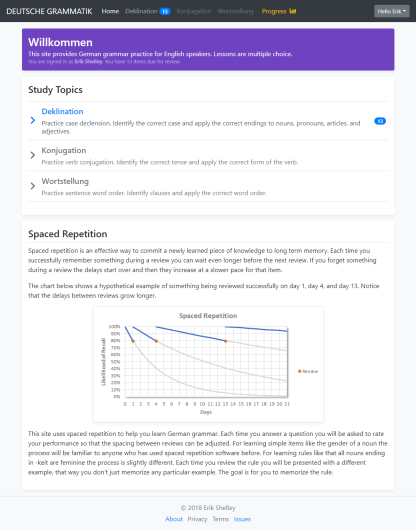 DEUTSCHE GRAMMATIK Home Deklination 13 Konjugation Wortstellung Progress Hello Erik
Willkommen
This site provides German grammar practice for English speakers. Lessons are multiple choice.
You are signed in as Erik Shelley. You have 13 items due for review.
Study Topics
Deklination
Practice case declension. Identify the correct case and apply the correct endings to nouns, pronouns, articles, and
adjectives.
13
Konjugation
Practice verb conjugation. Identify the correct tense and apply the correct form of the verb.
Wortstellung
Practice sentence word order. Identify clauses and apply the correct word order.
Spaced Repetition
Spaced repetition is an effective way to commit a newly learned piece of knowledge to long term memory. Each time you
successfully remember something during a review you can wait even longer before the next review. If you forget something
during a review the delays start over and then they increase at a slower pace for that item.
The chart below shows a hypothetical example of something being reviewed successfully on day 1, day 4, and day 13. Notice
that the delays between reviews grow longer.
Spaced Repetition
Likelihood of Recall
100%
90%
80%
70%
60%
50%
40%
30%
20%
10%
0%
0 1 2 3 4 5 6 7 8 9 10 11 12 13 14 15 16 17 18 19 20 21
Days
Review
This site uses spaced repetition to help you learn German grammar. Each time you answer a question you will be asked to rate
your performance so that the spacing between reviews can be adjusted. For learning simple items like the gender of a noun the
process will be familiar to anyone who has used spaced repetition software before. For learning rules like that all nouns ending
in -keit are feminine the process is slightly different. Each time you review the rule you will be presented with a different
example, that way you don't just memorize any particular example. The goal is for you to memorize the rule.
© 2018 Erik Shelley
About Privacy Terms Issues